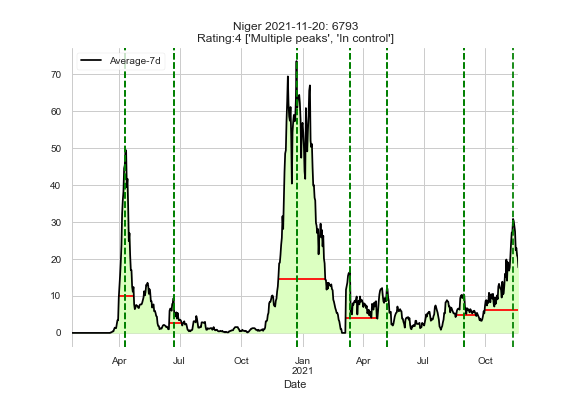 Niger 2021-11-20: 6793
Rating:4 ['Multiple peaks', 'In control']
Average-7d
70
60
50
40
30
20
10
0
Apr
Jul
Oct
Jan
2021
Apr
Jul
Oct
Date